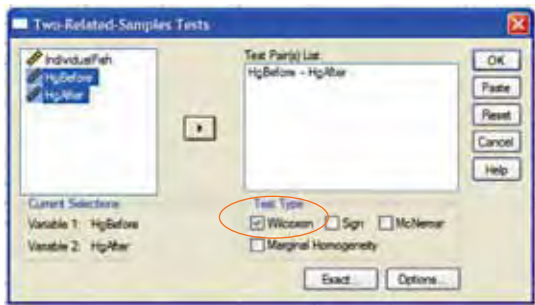 Two-Related-Samples Tests
IndividualFish
HgBefore
HgAfter
Test Pair(s) List:
HgBefore - HgAfter
OK
Paste
Reset
Cancel
Help
Current Selections
Variable 1: HgBefore
Variable 2: HgAfter
Test Type
Wilcoxon Sign McNemar
Marginal Homogeneity
Exact... Options...